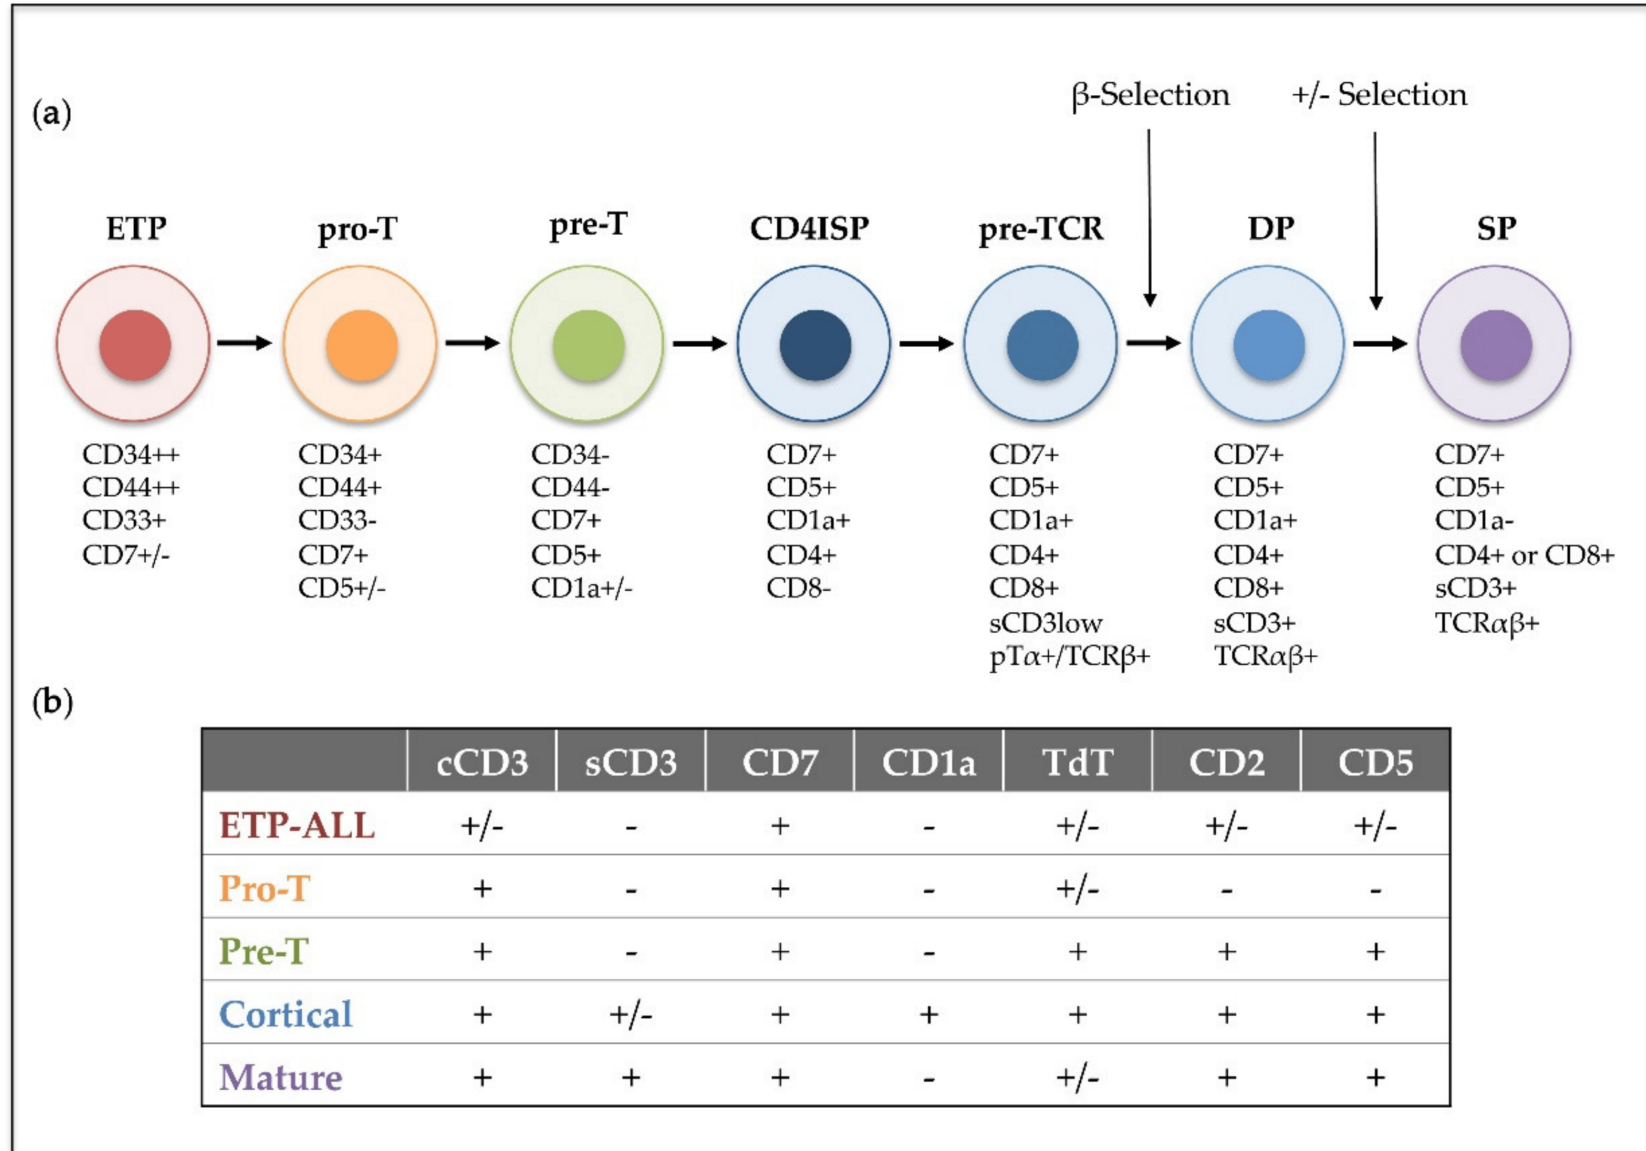 (a)
β-Selection +/- Selection
ETP pro-T pre-T CD4ISP pre-TCR DP SP
CD34++ CD34+ CD34- CD7+ CD7+ CD7+ CD7+
CD44++ CD44+ CD44- CD5+ CD5+ CD5+ CD5+
CD33+ CD33- CD7+ CD1a+ CD1a+ CD1a+ CD1a-
CD7+/- CD7+ CD5+ CD4+ CD4+ CD4+ CD4+ or CD8+
CD5+/- CD1a+/- CD8- CD8+ CD8+ sCD3+
sCD3low sCD3+ TCRαβ+
pTα+/TCRβ+ TCRαβ+
(b)
cCD3 sCD3 CD7 CD1a TdT CD2 CD5
ETP-ALL +/- - + - +/- +/- +/-
Pro-T + - + - +/- - -
Pre-T + - + - + + +
Cortical + +/- + + + + +
Mature + + + - +/- + +